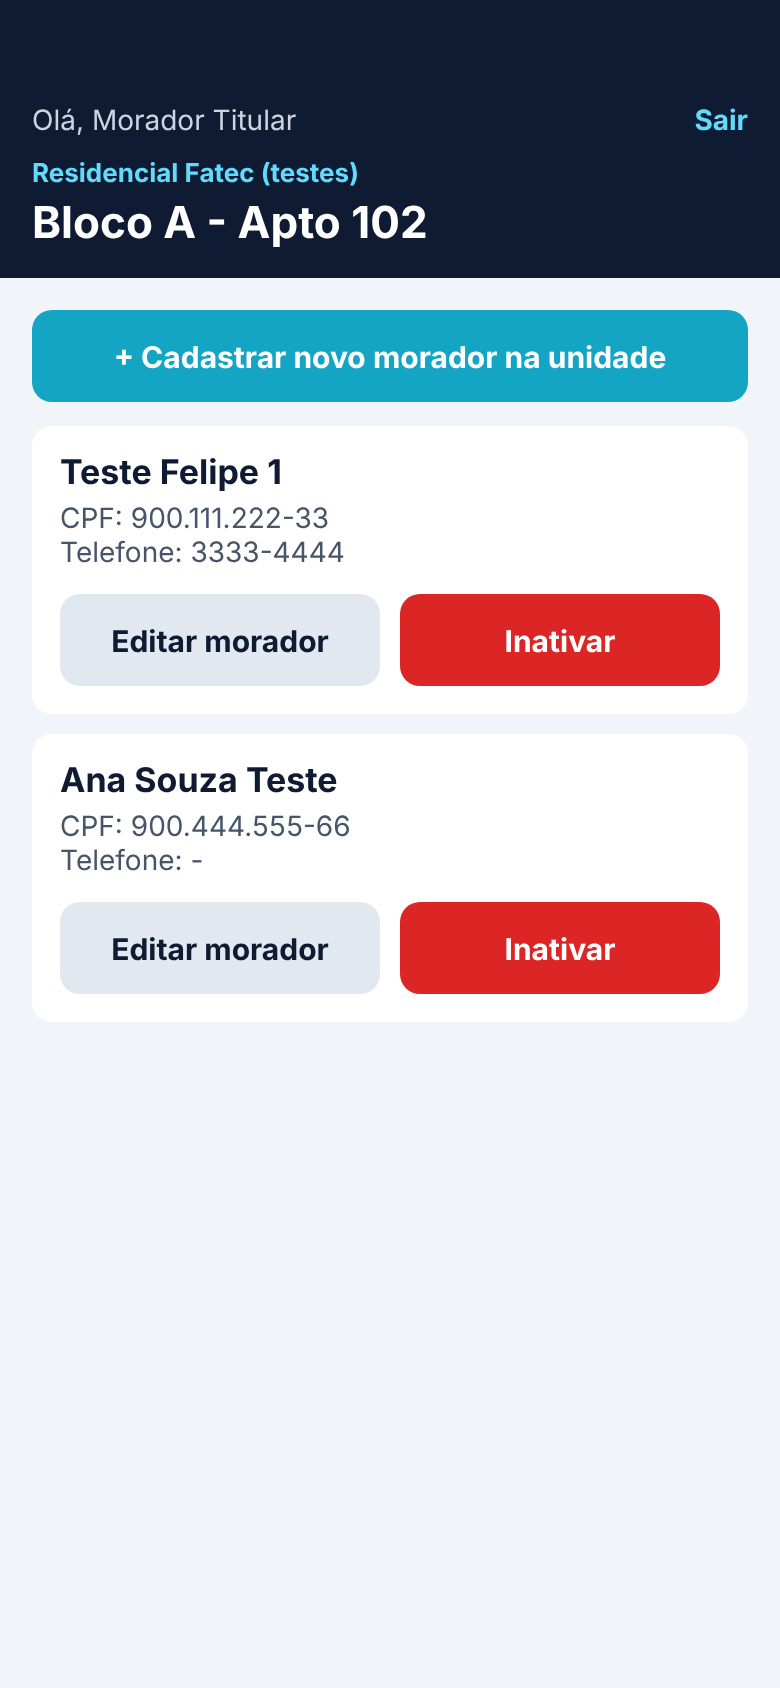 Olá, Morador Titular
Sair
Residencial Fatec (testes)
Bloco A - Apto 102
+ Cadastrar novo morador na unidade
Teste Felipe 1
CPF: 900.111.222-33
Telefone: 3333-4444
Editar morador
Inativar
Ana Souza Teste
CPF: 900.444.555-66
Telefone: -
Editar morador
Inativar